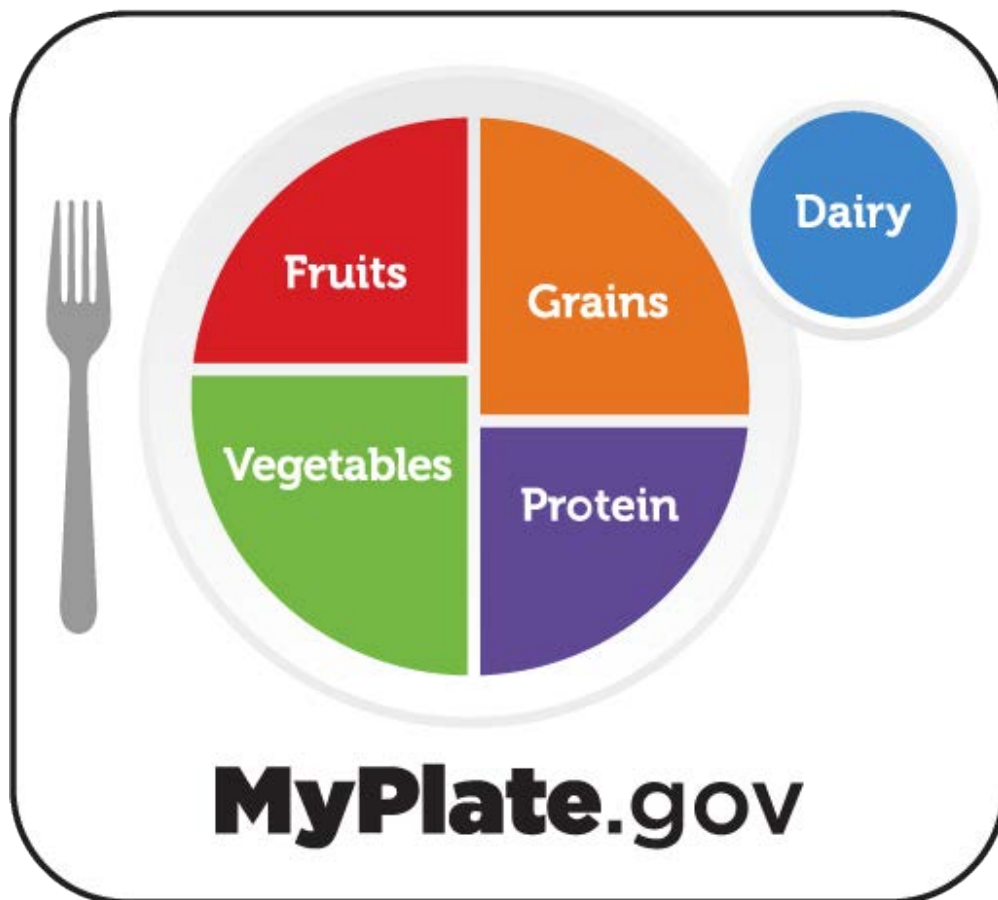 Dairy
Fruits
Grains
Vegetables
Protein
MyPlate.gov